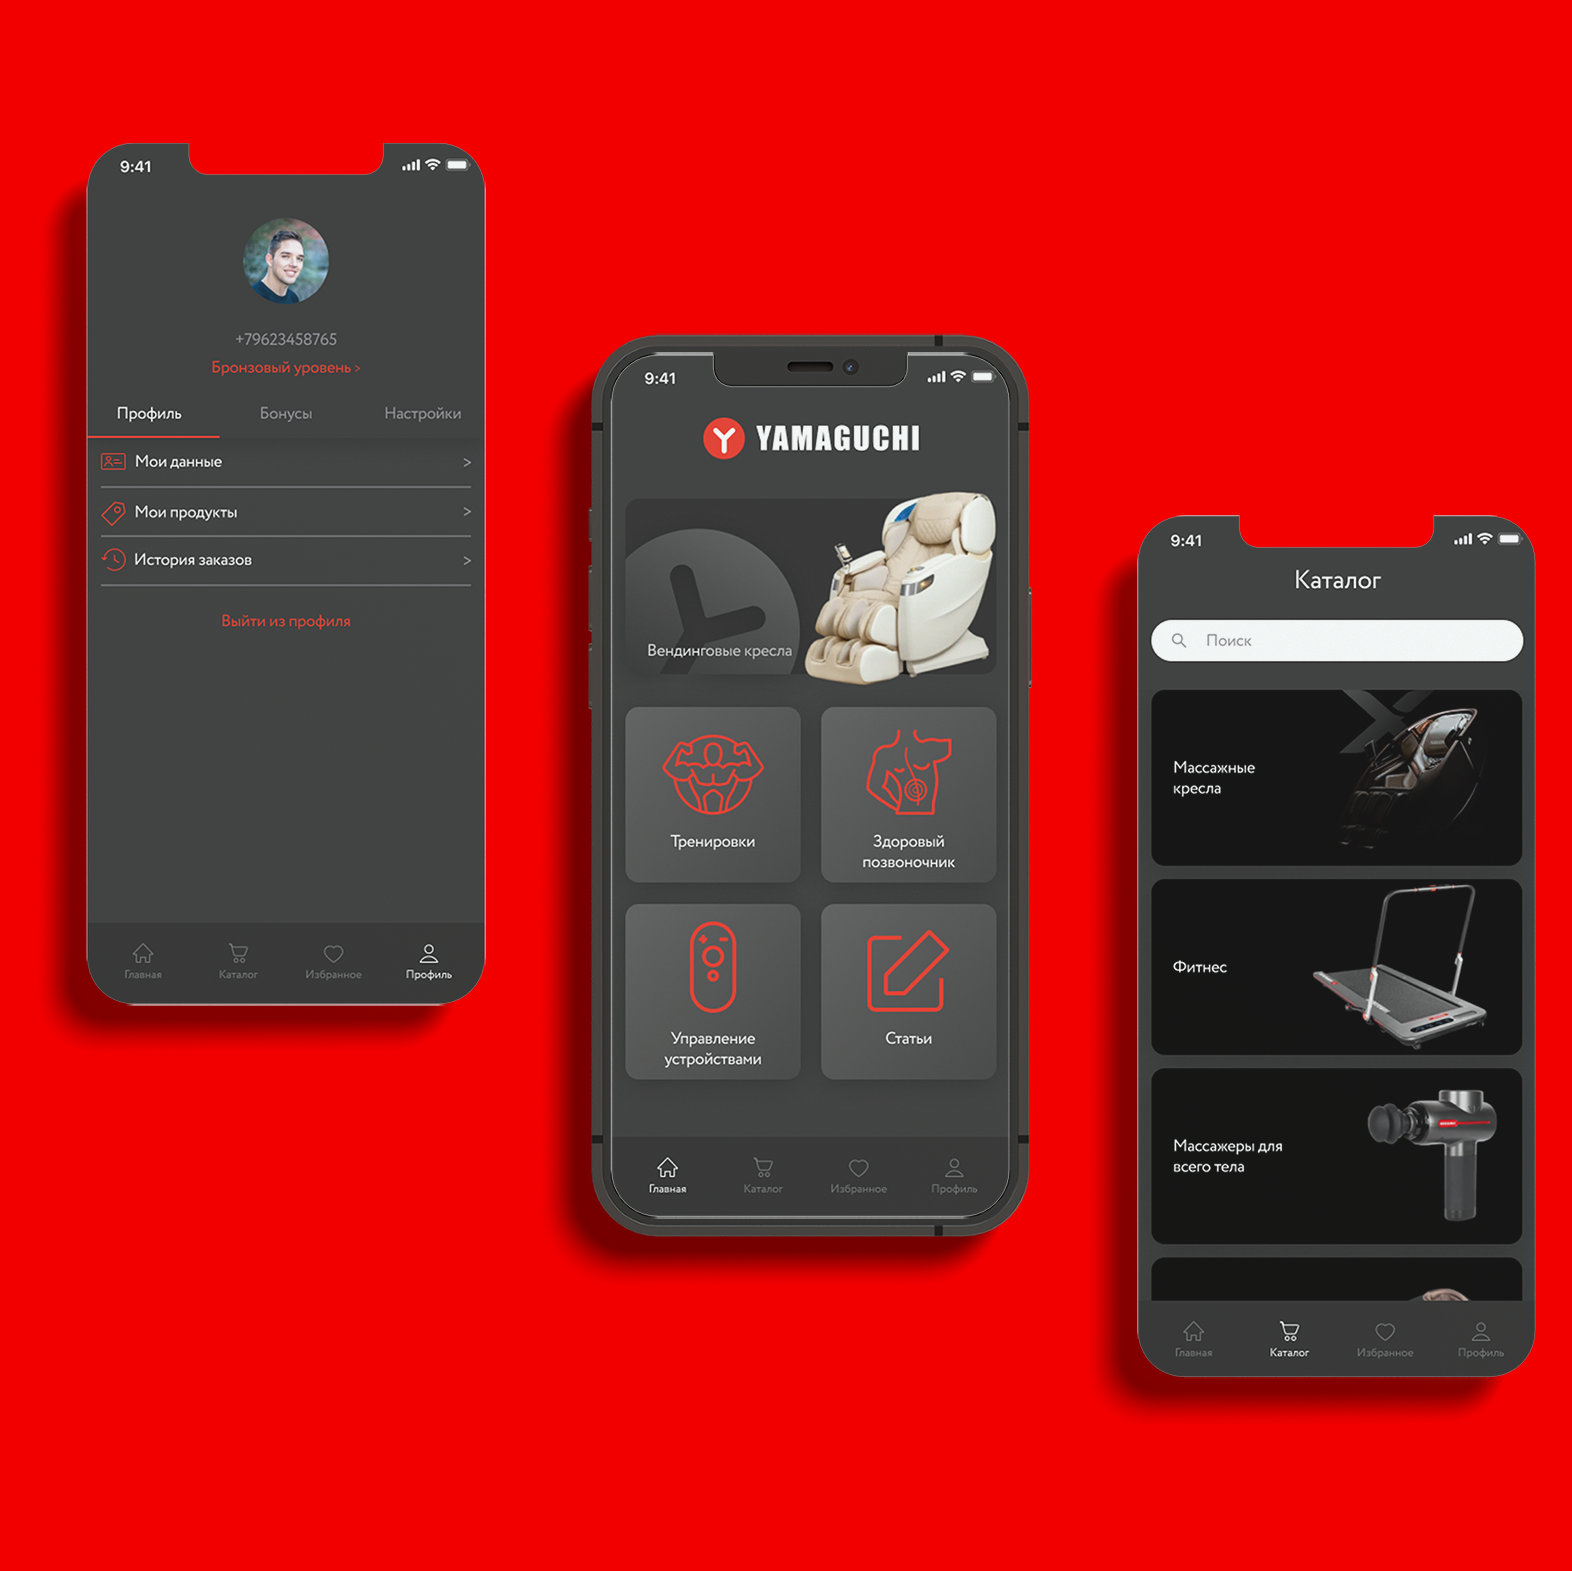 9:41
+79623458765
Бронзовый уровень >
Профиль Бонусы Настройки
Мои данные >
Мои продукты >
История заказов >
Выйти из профиля
Главная Каталог Избранное Профиль
9:41
Y YAMAGUCHI
Вендинговые кресла
Тренировки
Здоровый
позвоночник
Управление
устройствами
Статьи
Главная Каталог Избранное Профиль
9:41
Каталог
Поиск
Массажные
кресла
Фитнес
Массажеры для
всего тела
Главная Каталог Избранное Профиль